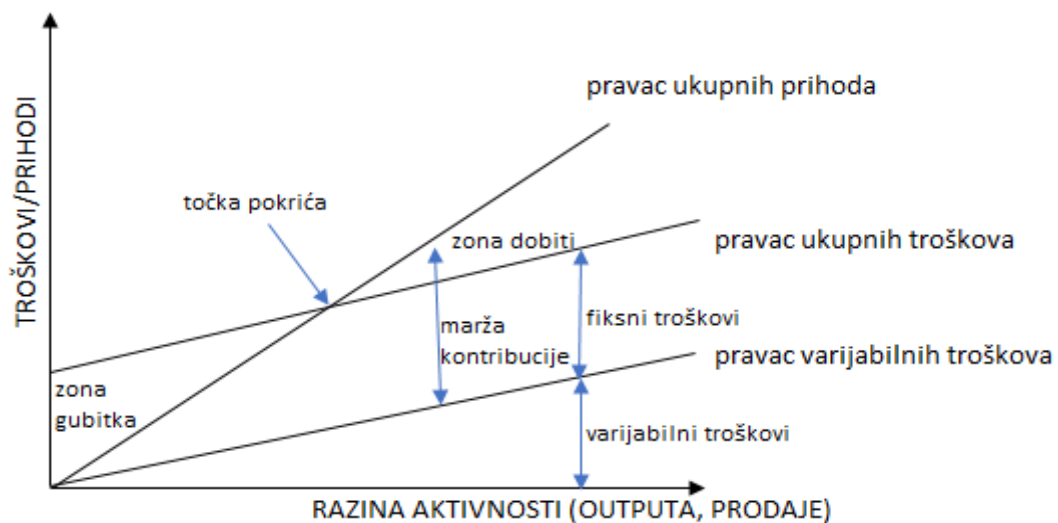 TROŠKOVI/PRIHODI
pravac ukupnih prihoda
točka pokrića
zona dobiti
pravac ukupnih troškova
marža
kontribucije
fiksni troškovi
pravac varijabilnih troškova
zona
gubitka
varijabilni troškovi
RAZINA AKTIVNOSTI (OUTPUTA, PRODAJE)